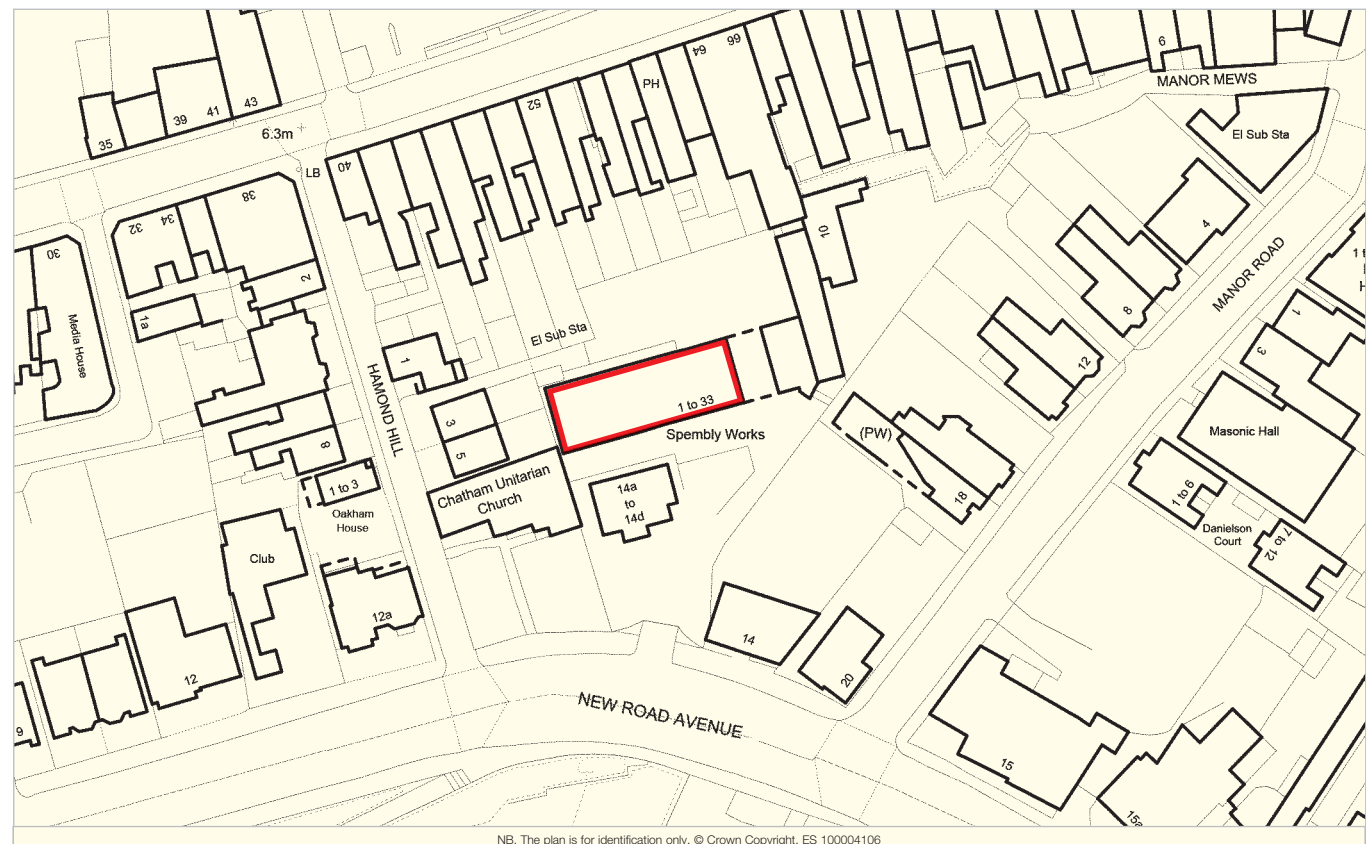 6
MANOR MEWS
66
64
PH
52
43
41
39
35
6.3m
El Sub Sta
LB
40
38
34
32
30
4
10
MANOR ROAD
2
1a
Media House
8
1
El Sub Sta
1
3
12
HAMOND HILL
1 to 33
Spembly Works
3
5
(PW)
Masonic Hall
8
1 to 3
Oakham
House
Chatham Unitarian
Church
14a
to
14d
18
1 to 6
Danielson
Court
7 to 12
Club
12a
14
12
20
NEW ROAD AVENUE
9
15
15a
NB. The plan is for identification only. © Crown Copyright, ES 100004106